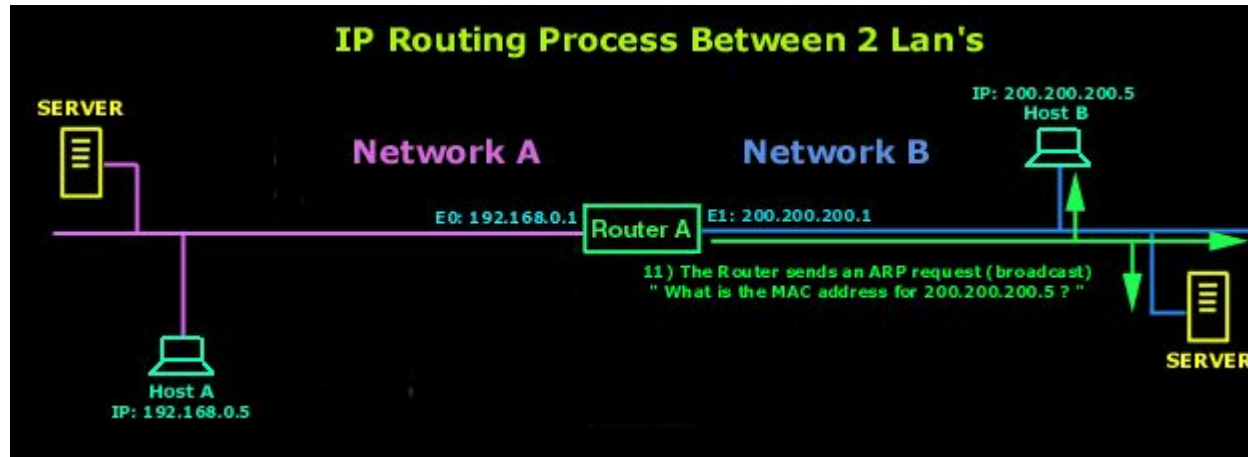 IP Routing Process Between 2 Lan's
SERVER
IP: 200.200.200.5
Host B
Network A
Network B
E0: 192.168.0.1
Router A
E1: 200.200.200.1
11) The Router sends an ARP request (broadcast)
" What is the MAC address for 200.200.200.5 ? "
SERVER
Host A
IP: 192.168.0.5